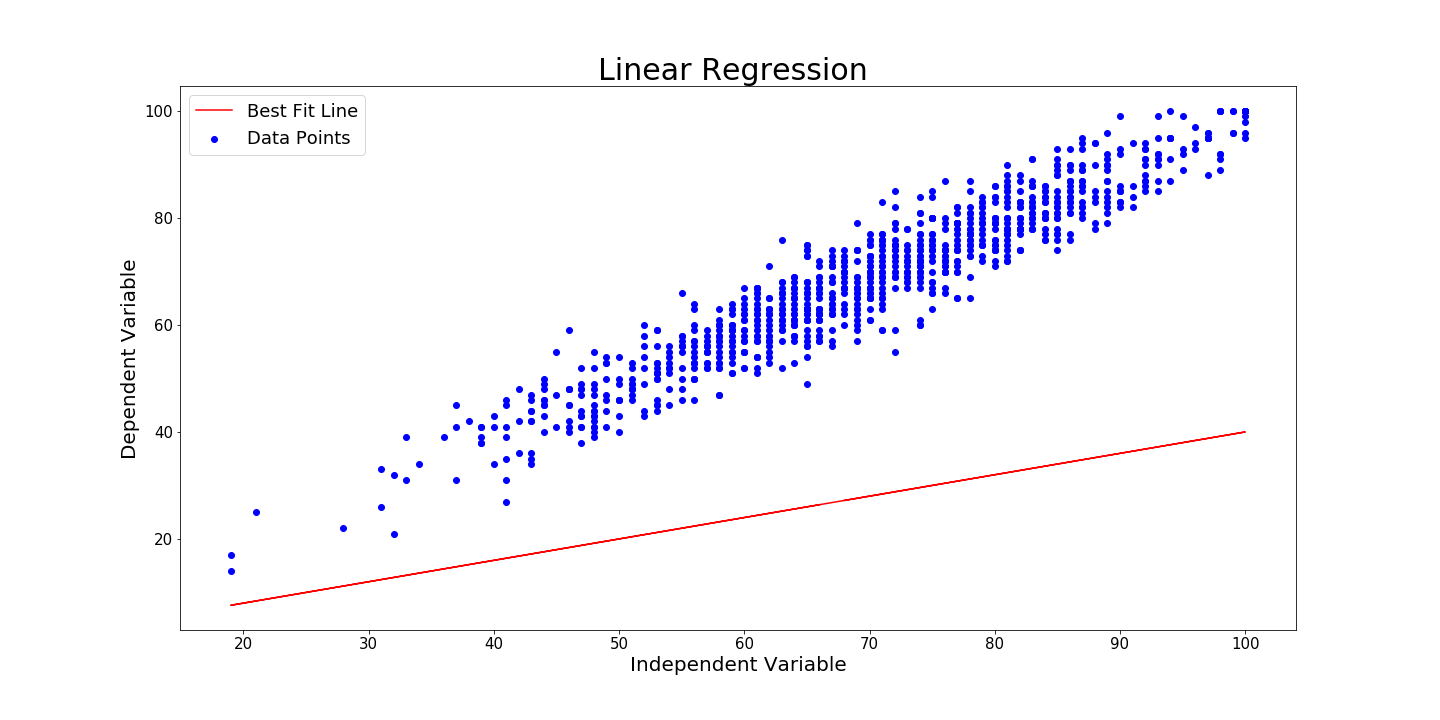 Linear Regression
Best Fit Line
Data Points
100
80
60
40
20
Dependent Variable
20 30 40 50 60 70 80 90 100
Independent Variable